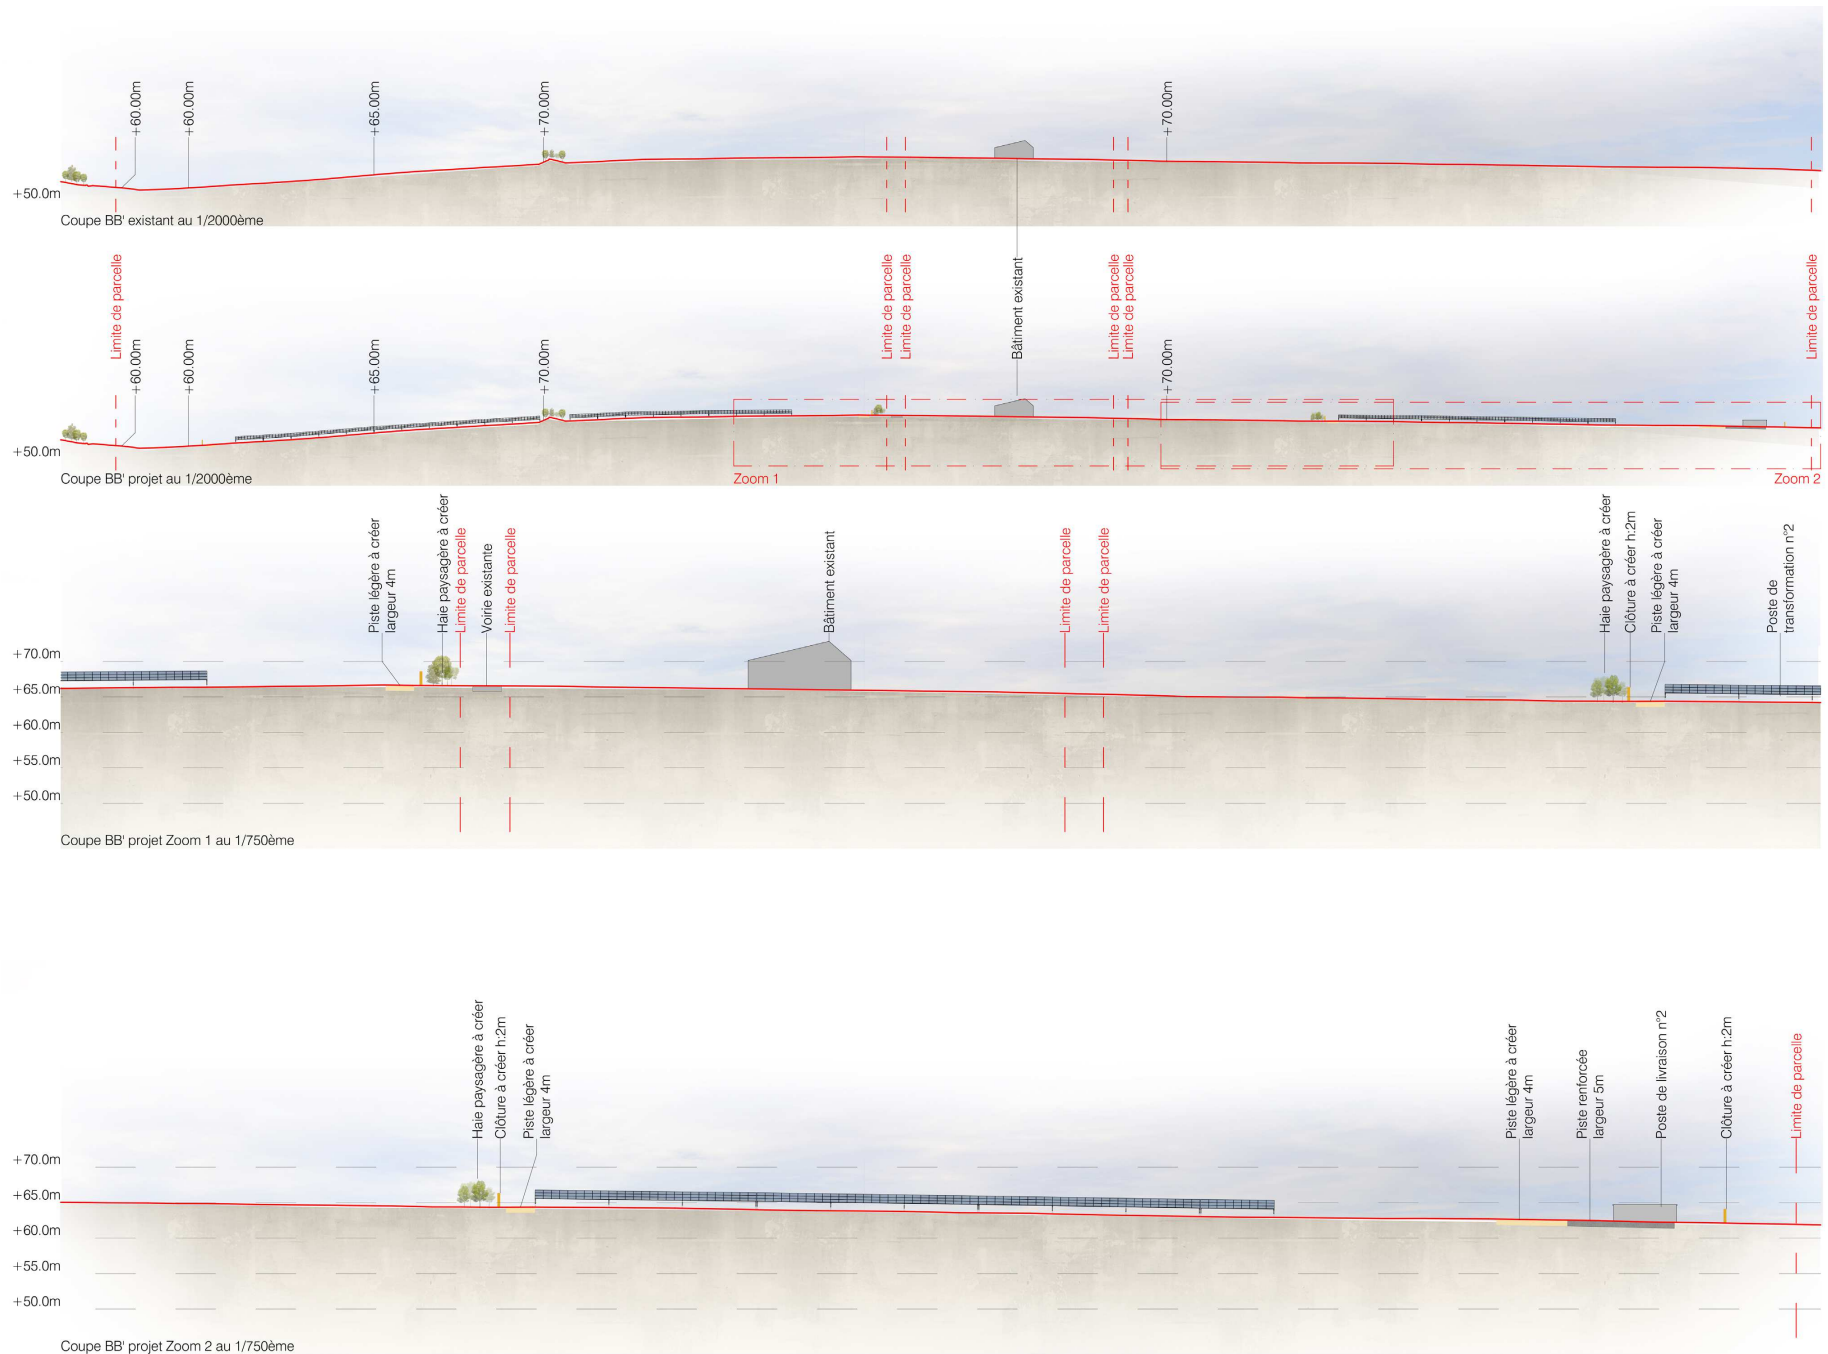 +60.00m
+60.00m
+65.00m
+70.00m
+70.00m
+50.0m
Coupe BB' existant au 1/2000ème
Limite de parcelle
+60.00m
+60.00m
+65.00m
+70.00m
Limite de parcelle
Limite de parcelle
Bâtiment existant
Limite de parcelle
Limite de parcelle
+70.00m
Limite de parcelle
+50.0m
Coupe BB' projet au 1/2000ème
Zoom 1
Zoom 2
Piste légère à créer
largeur 4m
Haie paysagère à créer
Limite de parcelle
Voirie existante
Limite de parcelle
Bâtiment existant
Limite de parcelle
Limite de parcelle
Haie paysagère à créer
Clôture à créer h:2m
Piste légère à créer
largeur 4m
Poste de
transformation n°2
+70.0m
+65.0m
+60.0m
+55.0m
+50.0m
Coupe BB' projet Zoom 1 au 1/750ème
Haie paysagère à créer
Clôture à créer h:2m
Piste légère à créer
largeur 4m
Piste légère à créer
largeur 4m
Piste renforcée
largeur 5m
Poste de livraison n°2
Clôture à créer h:2m
Limite de parcelle
+70.0m
+65.0m
+60.0m
+55.0m
+50.0m
Coupe BB' projet Zoom 2 au 1/750ème